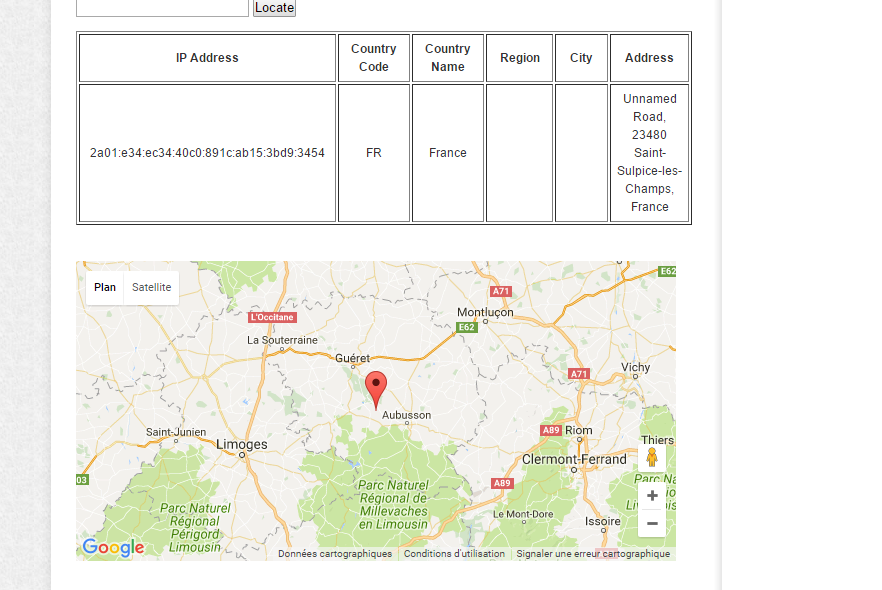 Locate
IP Address
Country
Code
Country
Name
Region
City
Address
2a01:e34:ec34:40c0:891c:ab15:3bd9:3454
FR
France
Unnamed
Road,
23480
Saint-
Sulpice-les-
Champs,
France
Plan
Satellite
E62
A71
L'Occitane
Montluçon
E62
La Souterraine
Guéret
A71
Vichy
Aubusson
Saint-Junien
Limoges
A89
Riom
Thiers
Clermont-Ferrand
03
A89
Parc Naturel
Régional de
Millevaches
en Limousin
Parc Naturel
Régional
Périgord
Limousin
Le Mont-Dore
Issoire
+
−
Google
Données cartographiques
Conditions d'utilisation
Signaler une erreur cartographique